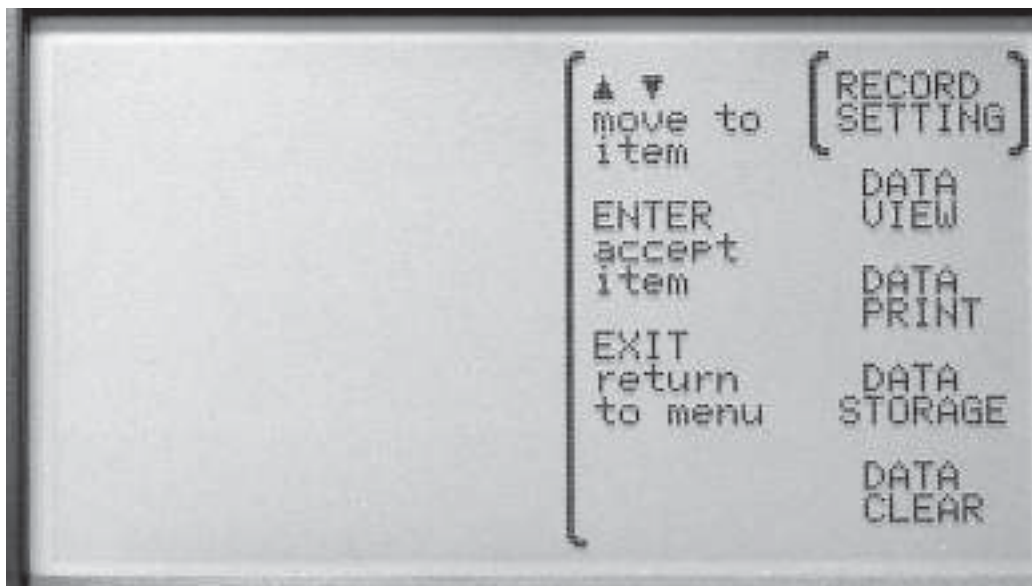 ▲ ▼
move to
item
ENTER
accept
item
EXIT
return
to menu
RECORD
SETTING
DATA
VIEW
DATA
PRINT
DATA
STORAGE
DATA
CLEAR